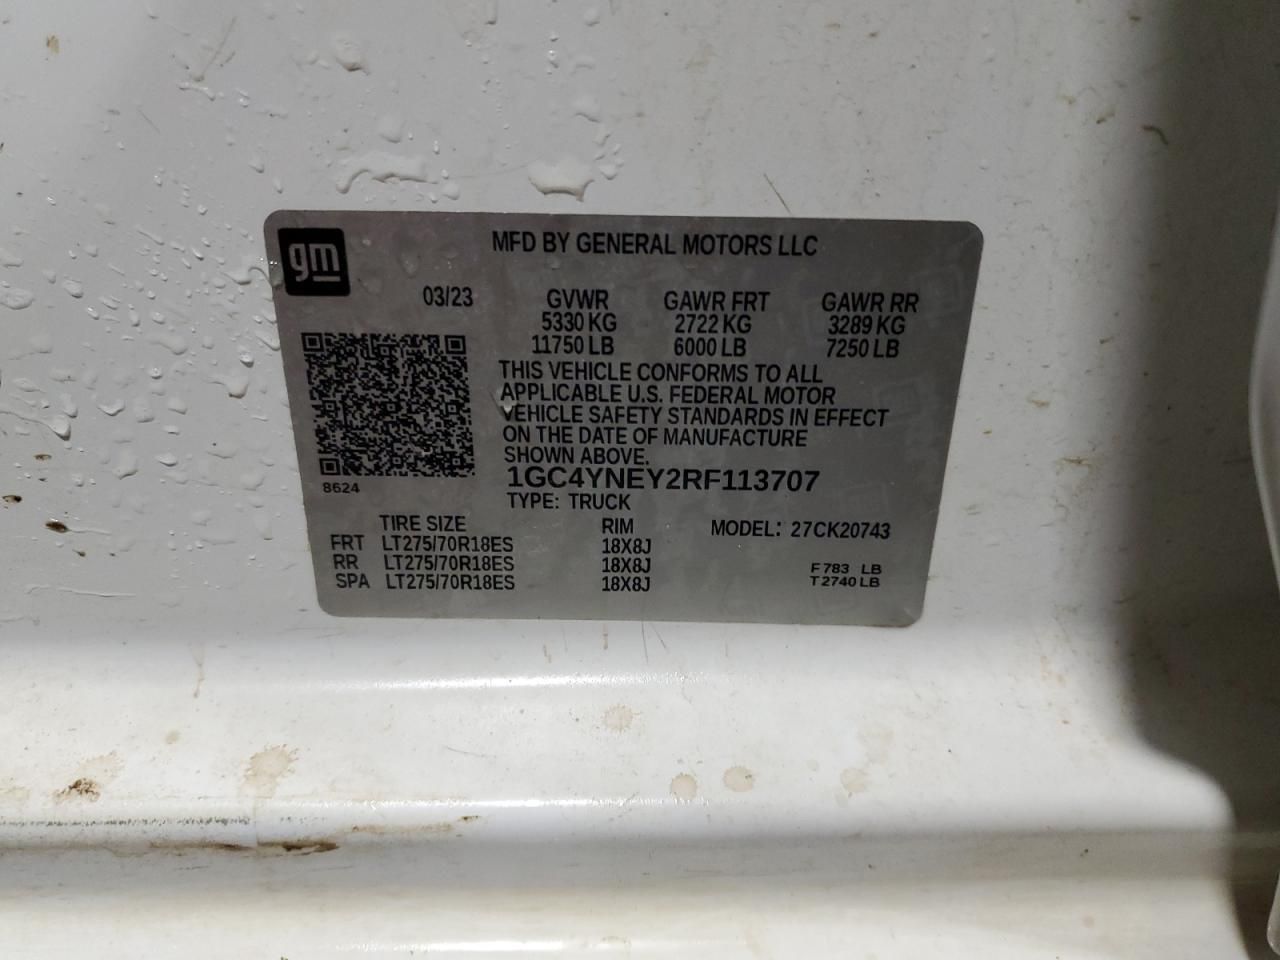 gm
MFD BY GENERAL MOTORS LLC
03/23 GVWR GAWR FRT GAWR RR
5330 KG 2722 KG 3289 KG
11750 LB 6000 LB 7250 LB
THIS VEHICLE CONFORMS TO ALL
APPLICABLE U.S. FEDERAL MOTOR
VEHICLE SAFETY STANDARDS IN EFFECT
ON THE DATE OF MANUFACTURE
SHOWN ABOVE.
8624
1GC4YNEY2RF113707
TYPE: TRUCK
TIRE SIZE RIM MODEL: 27CK20743
FRT LT275/70R18ES 18X8J
RR LT275/70R18ES 18X8J F 783 LB
SPA LT275/70R18ES 18X8J T 2740 LB